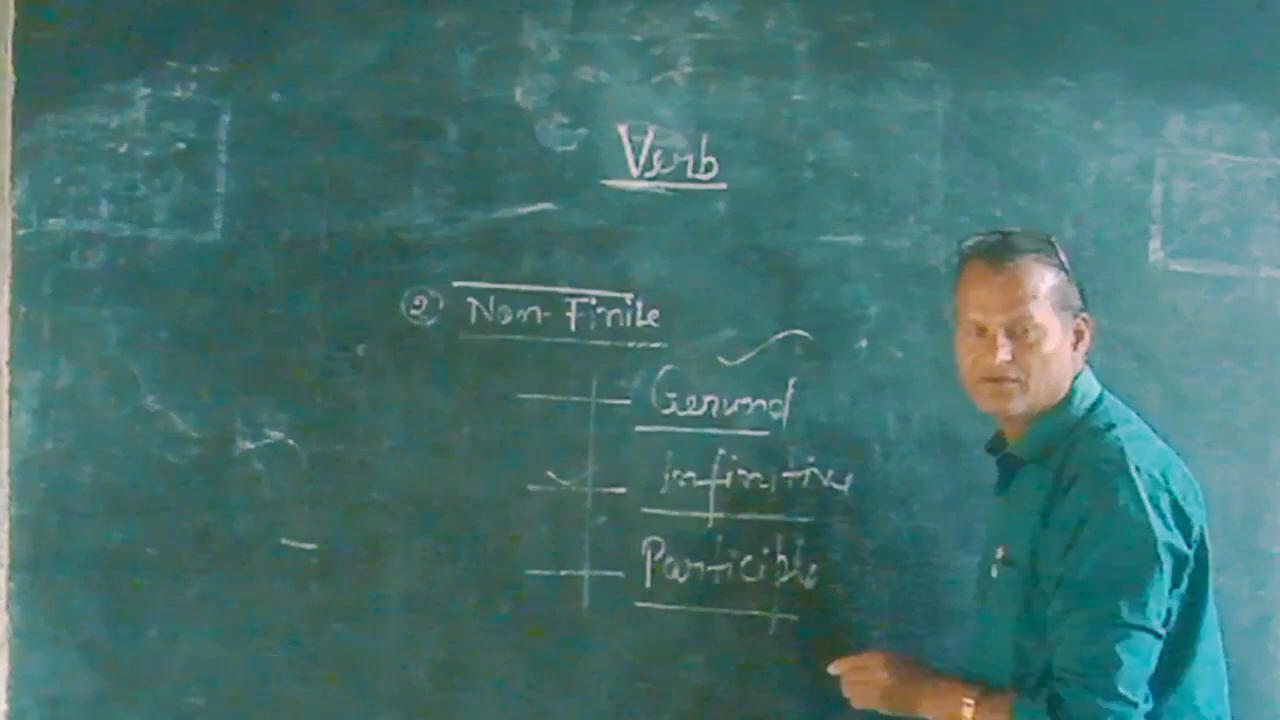 Verb
② Non-Finite
Gerund
Infinitive
Participle